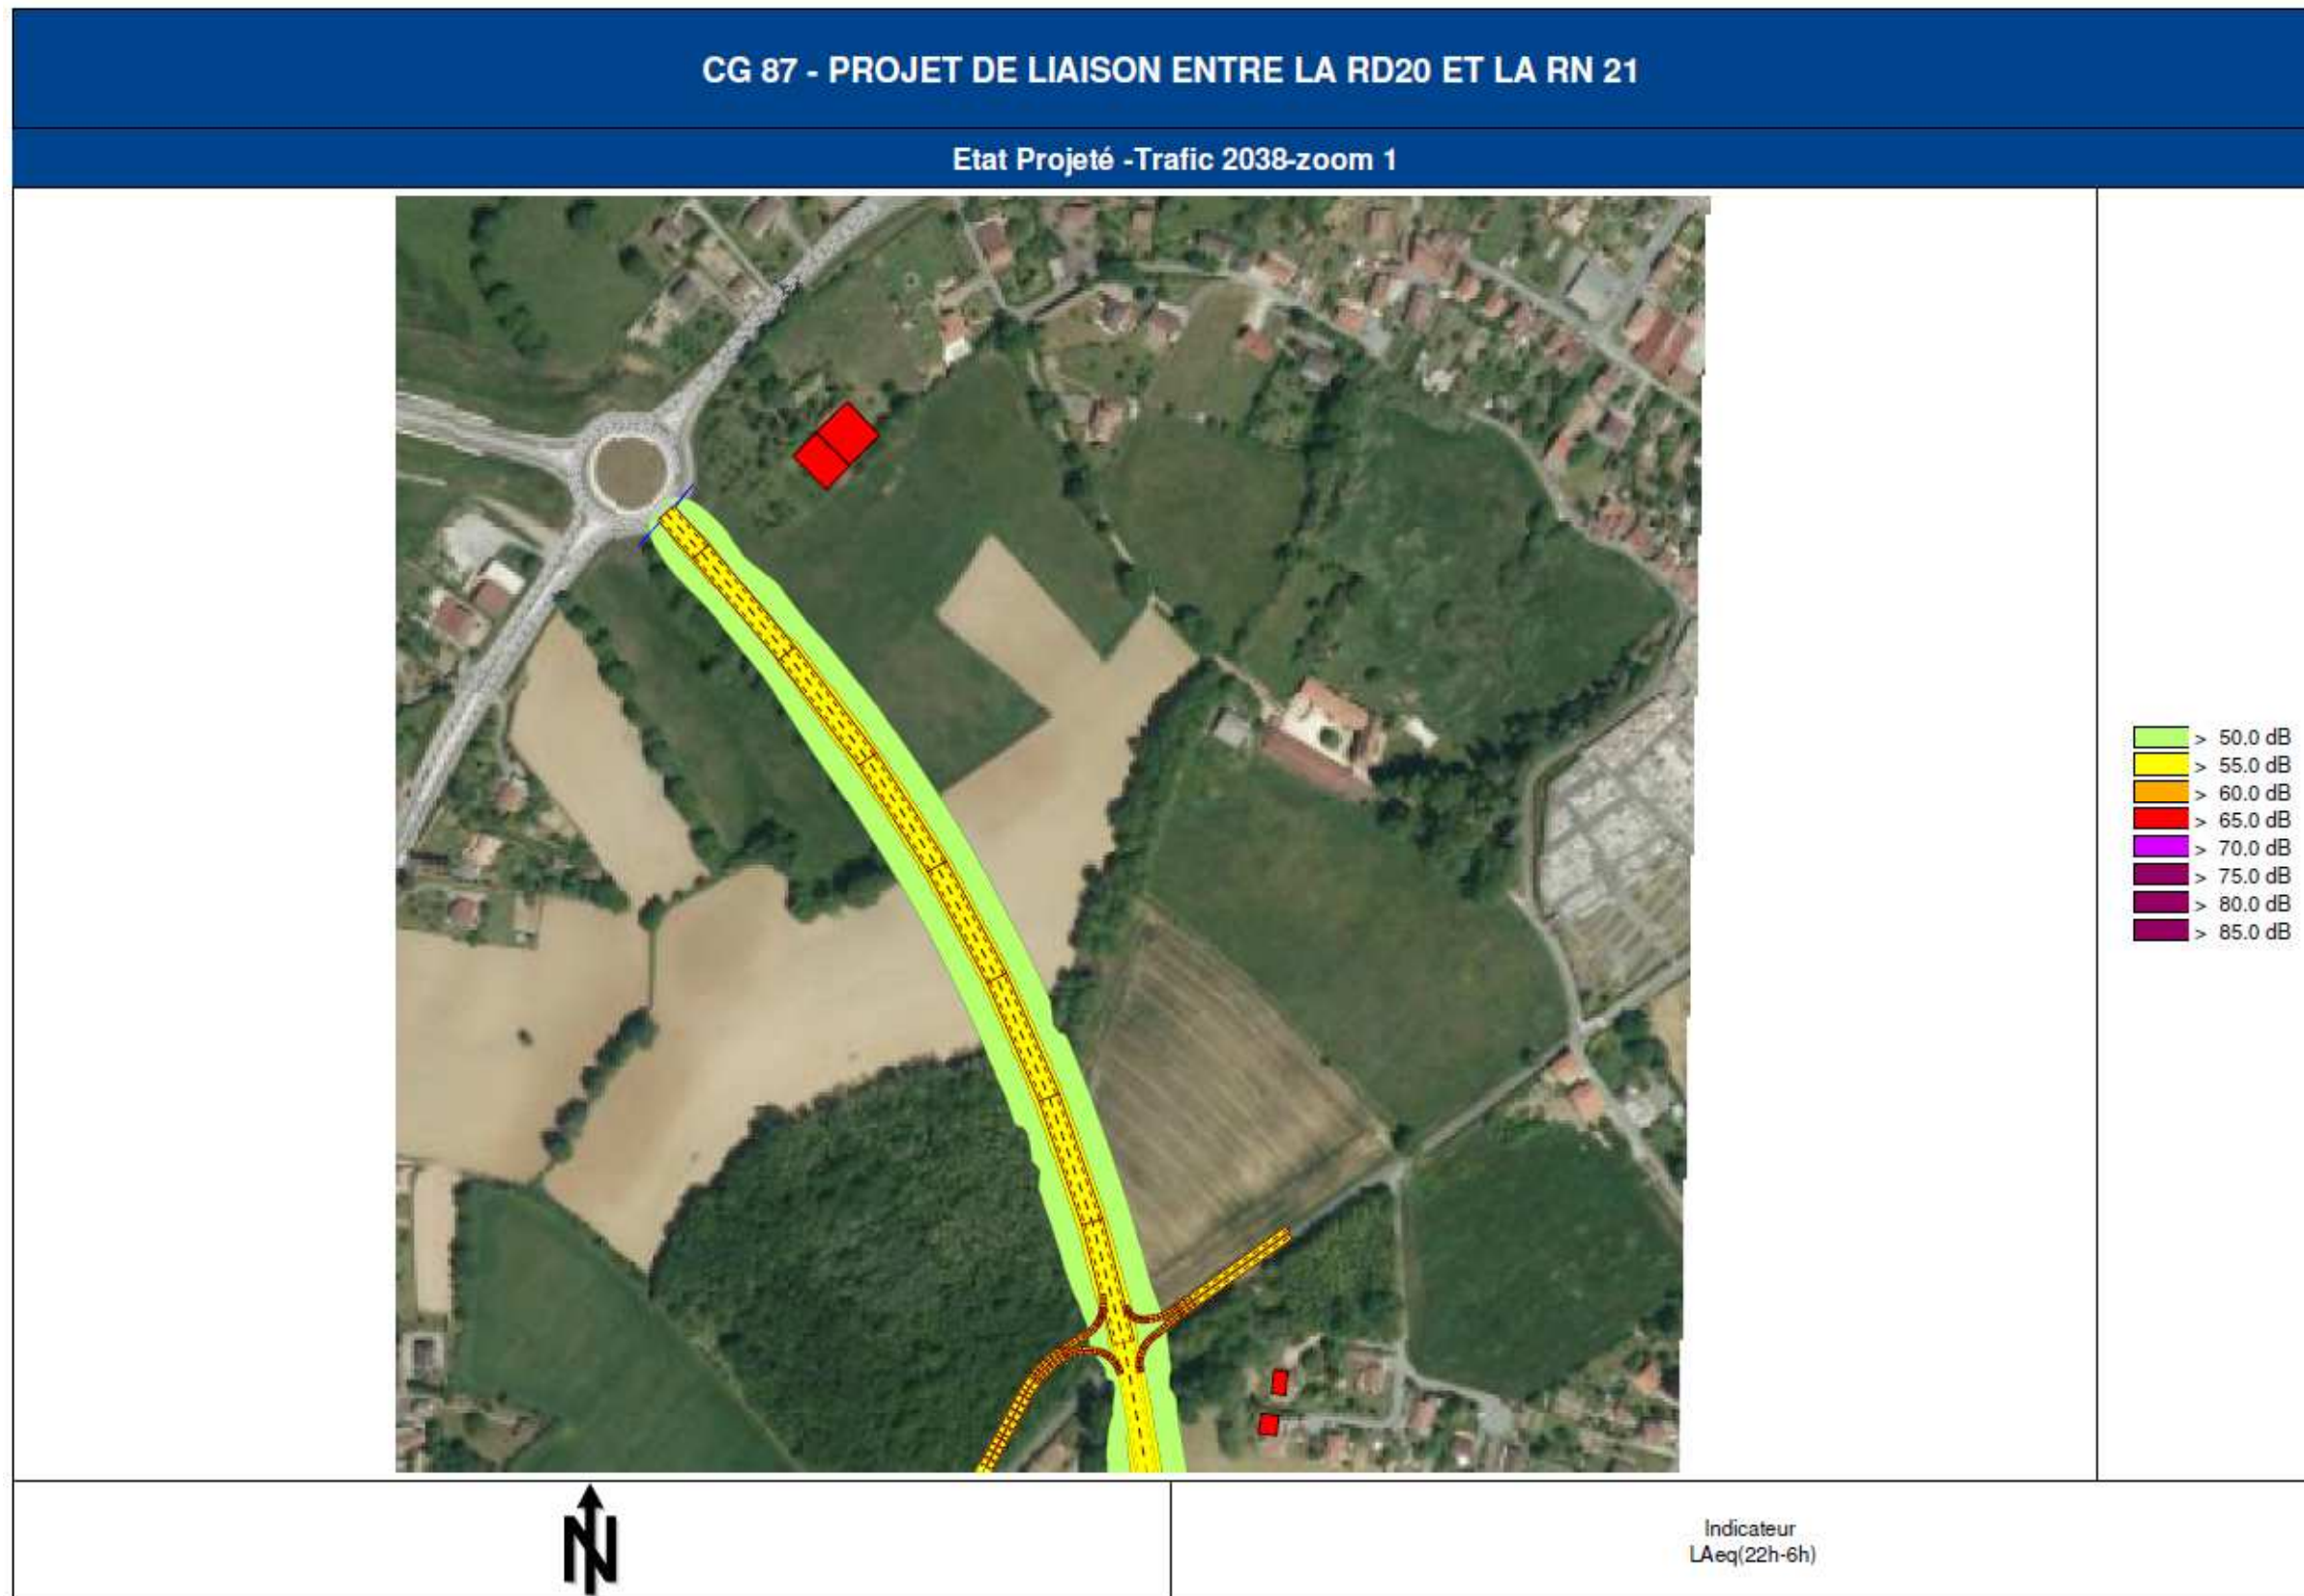 CG 87 - PROJET DE LIAISON ENTRE LA RD20 ET LA RN 21
Etat Projeté -Trafic 2038-zoom 1
> 50.0 dB
> 55.0 dB
> 60.0 dB
> 65.0 dB
> 70.0 dB
> 75.0 dB
> 80.0 dB
> 85.0 dB
N
Indicateur
LAeq(22h-6h)